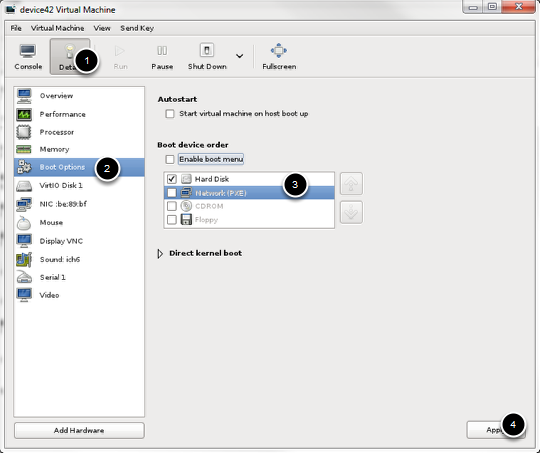 device42 Virtual Machine
File Virtual Machine View Send Key
Console Run Pause Shut Down Fullscreen
1
Overview
Performance
Processor
Memory
Boot Options
2
VirtIO Disk 1
NIC :be:89:bf
Mouse
Display VNC
Sound: ich6
Serial 1
Video
Add Hardware
Autostart
Start virtual machine on host boot up
Boot device order
Enable boot menu
Hard Disk
3
Network (PXE)
CDROM
Floppy
Direct kernel boot
4